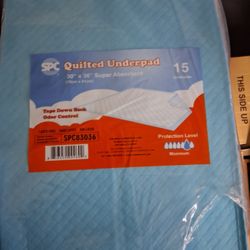 SPC
Quilted Underpad
30" x 36" Super Absorbent
15
Tape Down Back
Odor Control
SPC83036
Protection Level
Maximum
THIS SIDE UP